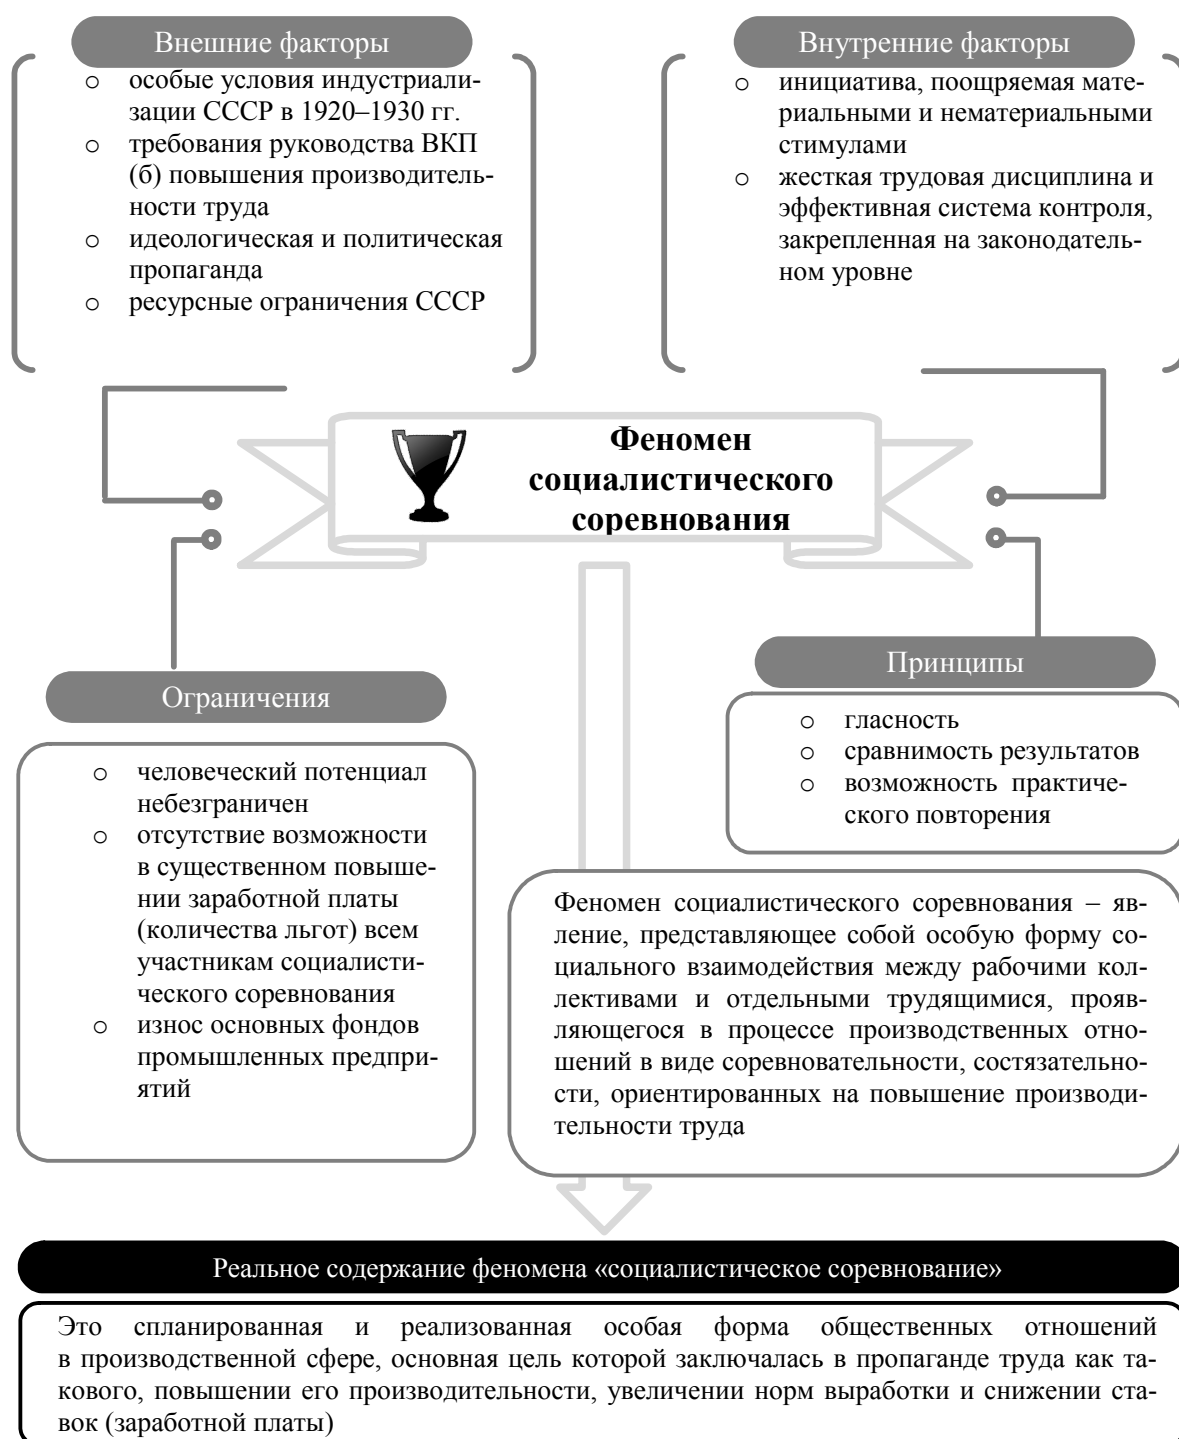 Внешние факторы
o особые условия индустриали-
зации СССР в 1920–1930 гг.
o требования руководства ВКП
(б) повышения производитель-
ности труда
o идеологическая и политическая
пропаганда
o ресурсные ограничения СССР
Внутренние факторы
o инициатива, поощряемая мате-
риальными и нематериальными
стимулами
o жесткая трудовая дисциплина и
эффективная система контроля,
закрепленная на законодатель-
ном уровне
Феномен
социалистического
соревнования
Ограничения
o человеческий потенциал
небезграничен
o отсутствие возможности
в существенном повыше-
нии заработной платы
(количества льгот) всем
участникам социалисти-
ческого соревнования
o износ основных фондов
промышленных предпри-
ятий
Принципы
o гласность
o сравнимость результатов
o возможность практиче-
ского повторения
Феномен социалистического соревнования – яв-
ление, представляющее собой особую форму со-
циального взаимодействия между рабочими кол-
лективами и отдельными трудящимися, прояв-
ляющегося в процессе производственных отно-
шений в виде соревновательности, состязательно-
сти, ориентированных на повышение производи-
тельности труда
Реальное содержание феномена «социалистическое соревнование»
Это спланированная и реализованная особая форма общественных отношений
в производственной сфере, основная цель которой заключалась в пропаганде труда как та-
кового, повышении его производительности, увеличении норм выработки и снижении ста-
вок (заработной платы)